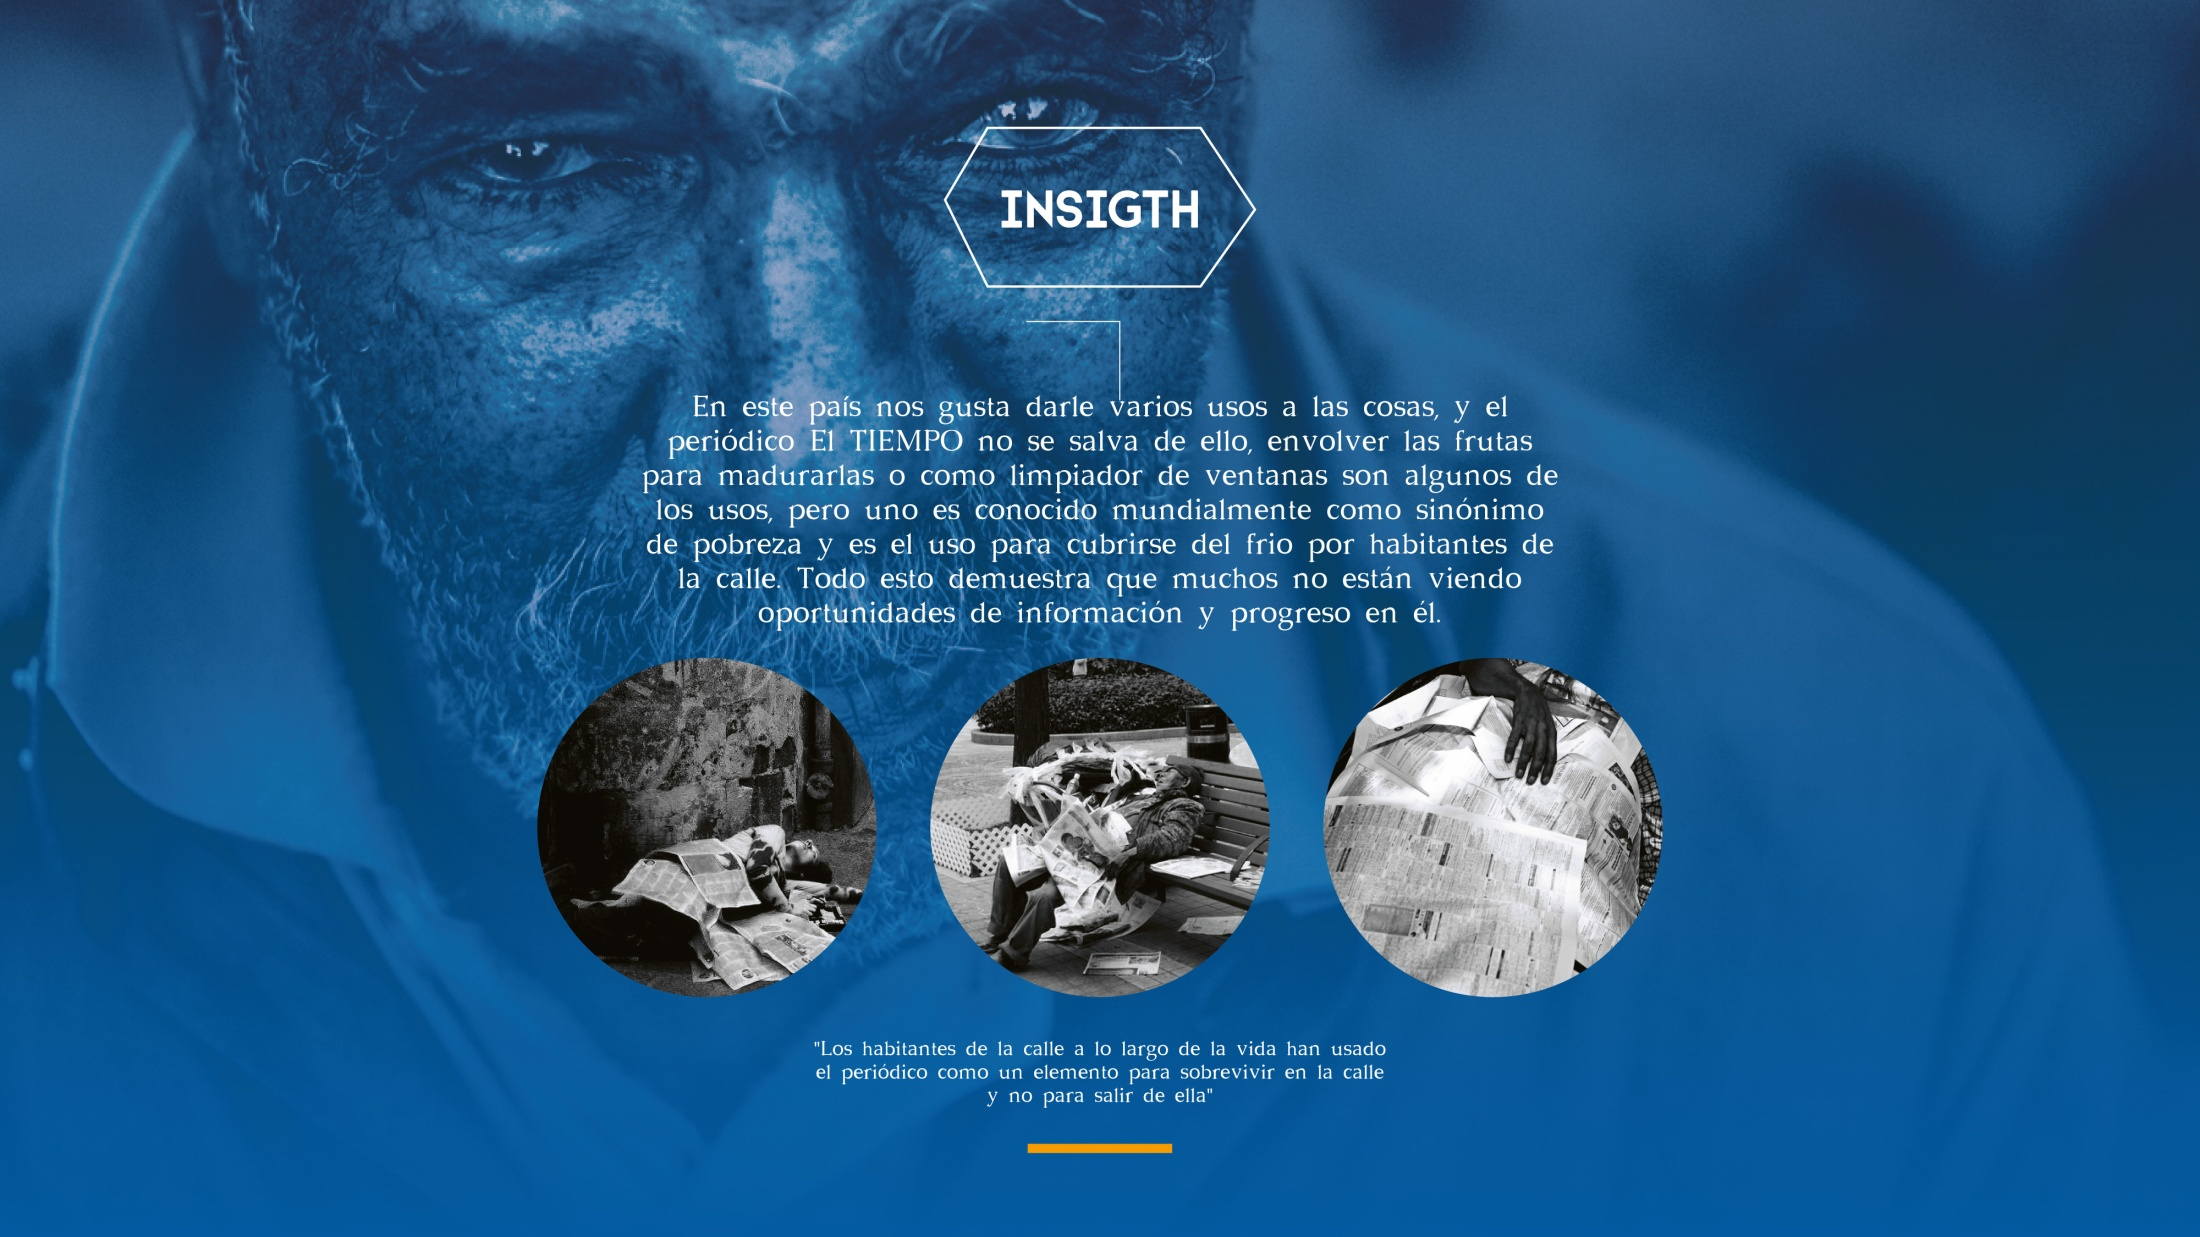 INSIGTH
En este país nos gusta darle varios usos a las cosas, y el
periódico El TIEMPO no se salva de ello, envolver las frutas
para madurarlas o como limpiador de ventanas son algunos de
los usos, pero uno es conocido mundialmente como sinónimo
de pobreza y es el uso para cubrirse del frio por habitantes de
la calle. Todo esto demuestra que muchos no están viendo
oportunidades de información y progreso en él.
"Los habitantes de la calle a lo largo de la vida han usado
el periódico como un elemento para sobrevivir en la calle
y no para salir de ella"